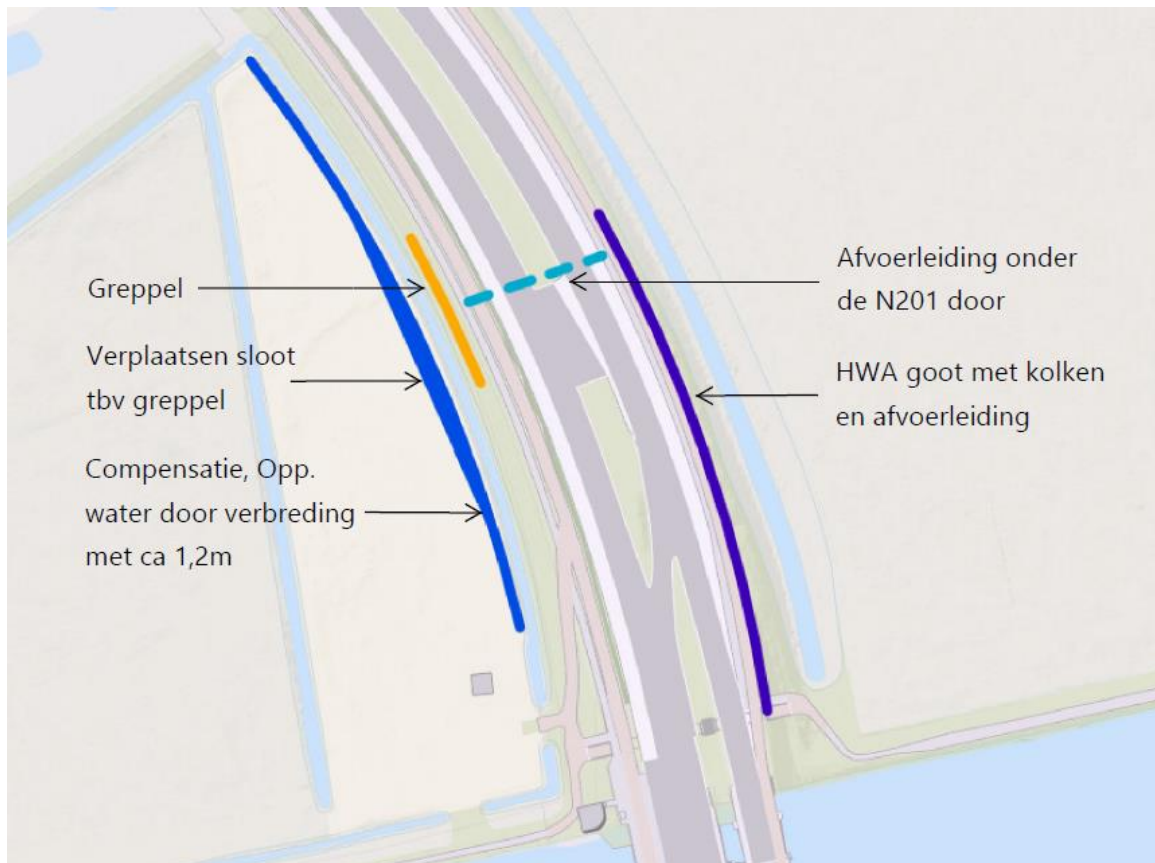 Greppel
Verplaatsen sloot
tbv greppel
Compensatie, Opp.
water door verbreding
met ca 1,2m
Afvoerleiding onder
de N201 door
HWA goot met kolken
en afvoerleiding